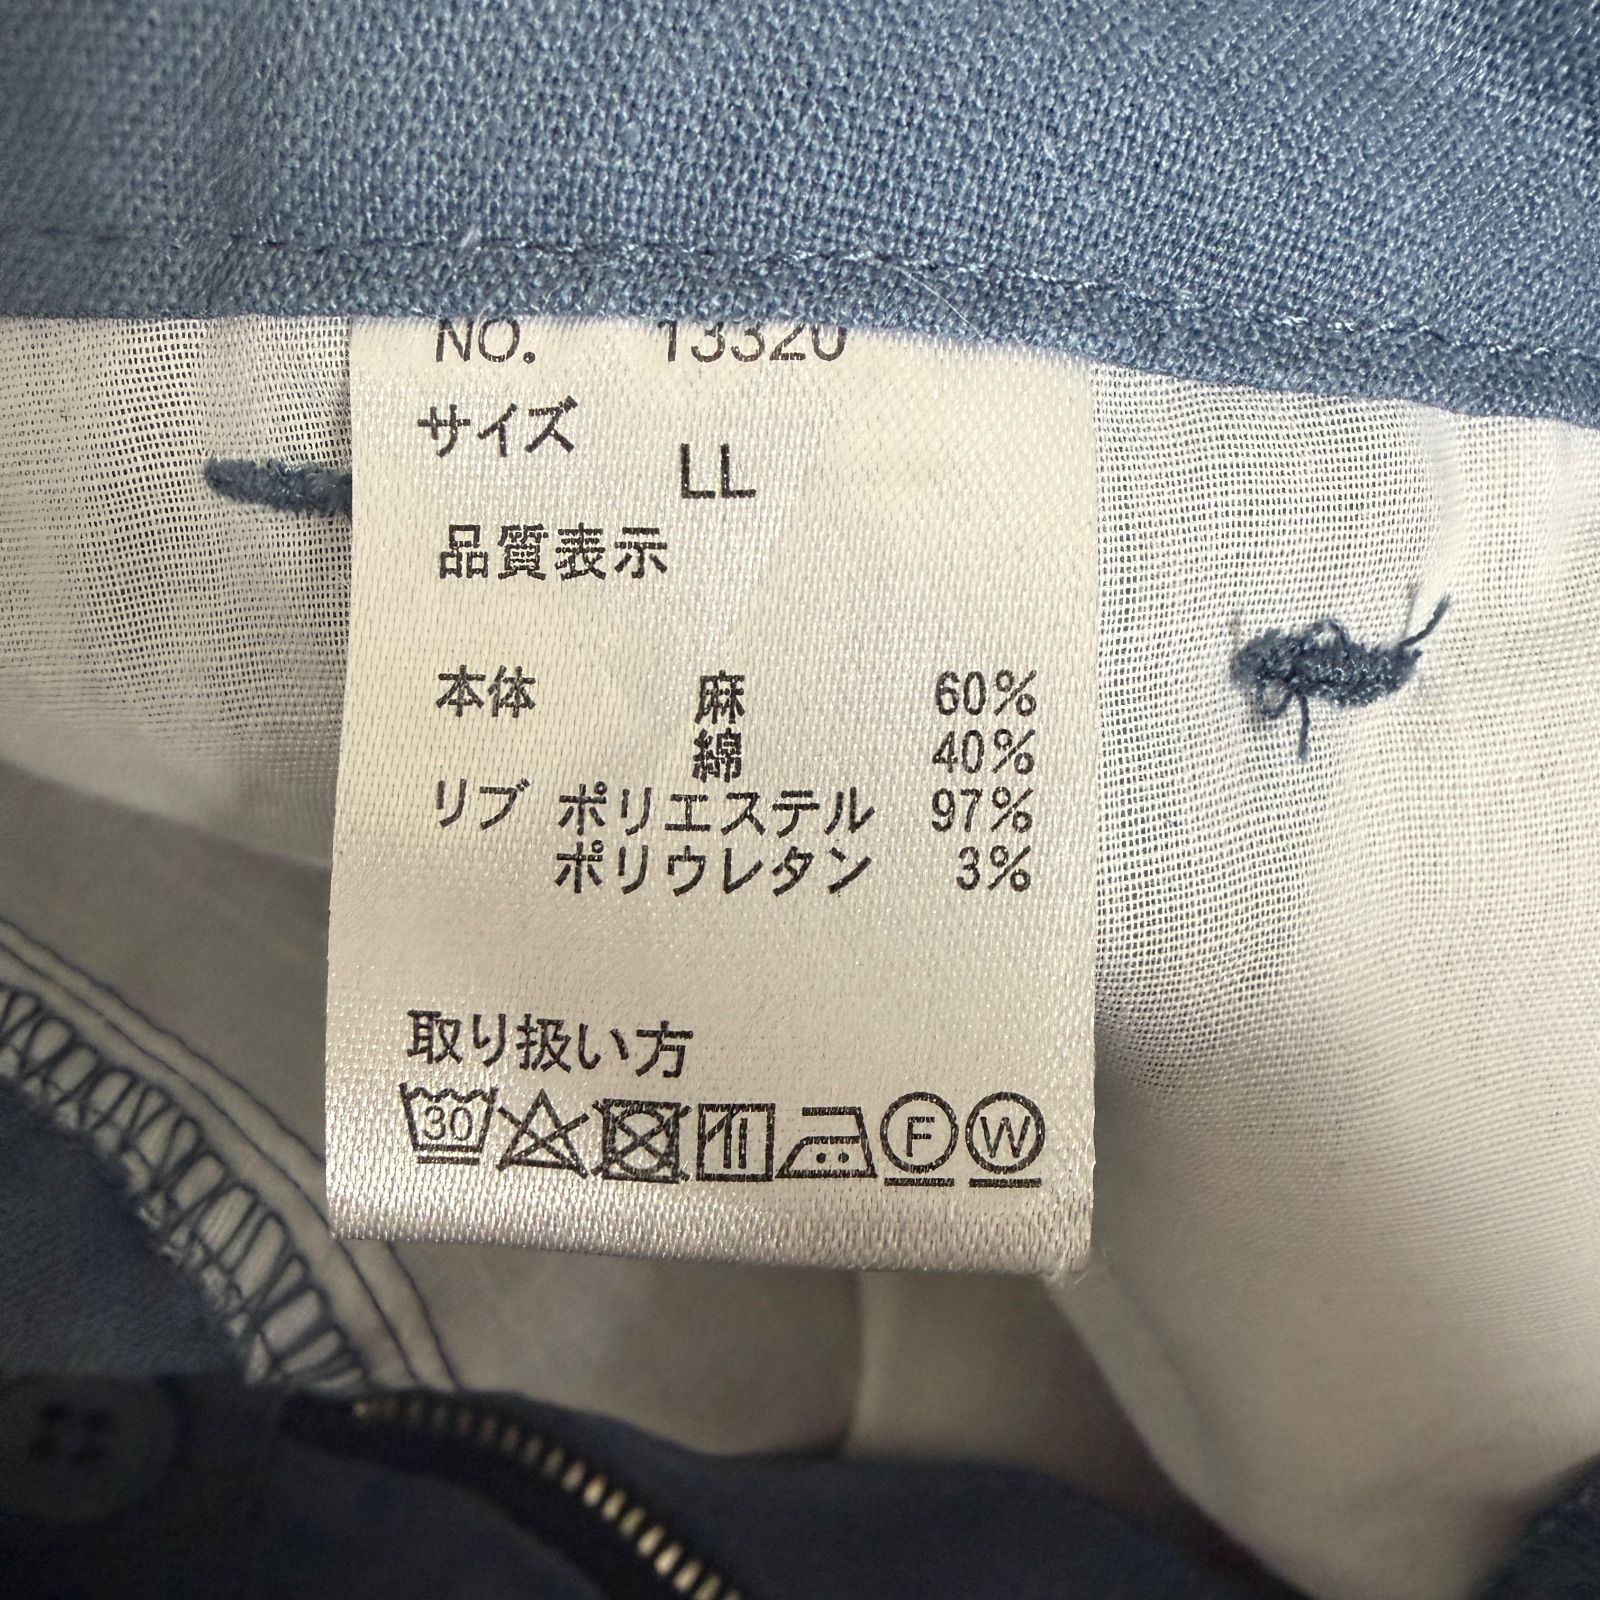 NO. 13320
サイズ
LL
品質表示
本体 麻 60%
綿 40%
リブ ポリエステル 97%
ポリウレタン 3%
取り扱い方
30 F W